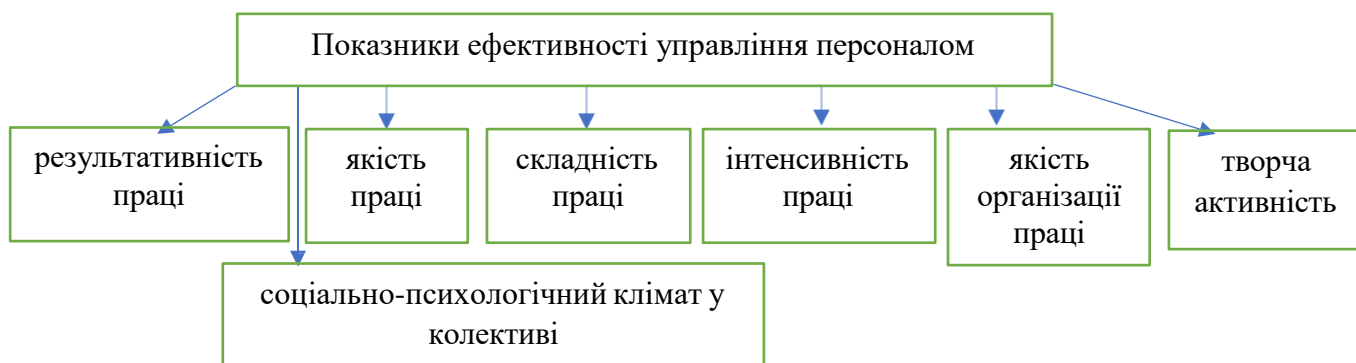 Показники ефективності управління персоналом
результативність
праці
якість
праці
складність
праці
інтенсивність
праці
якість
організації
праці
творча
активність
соціально-психологічний клімат у
колективі